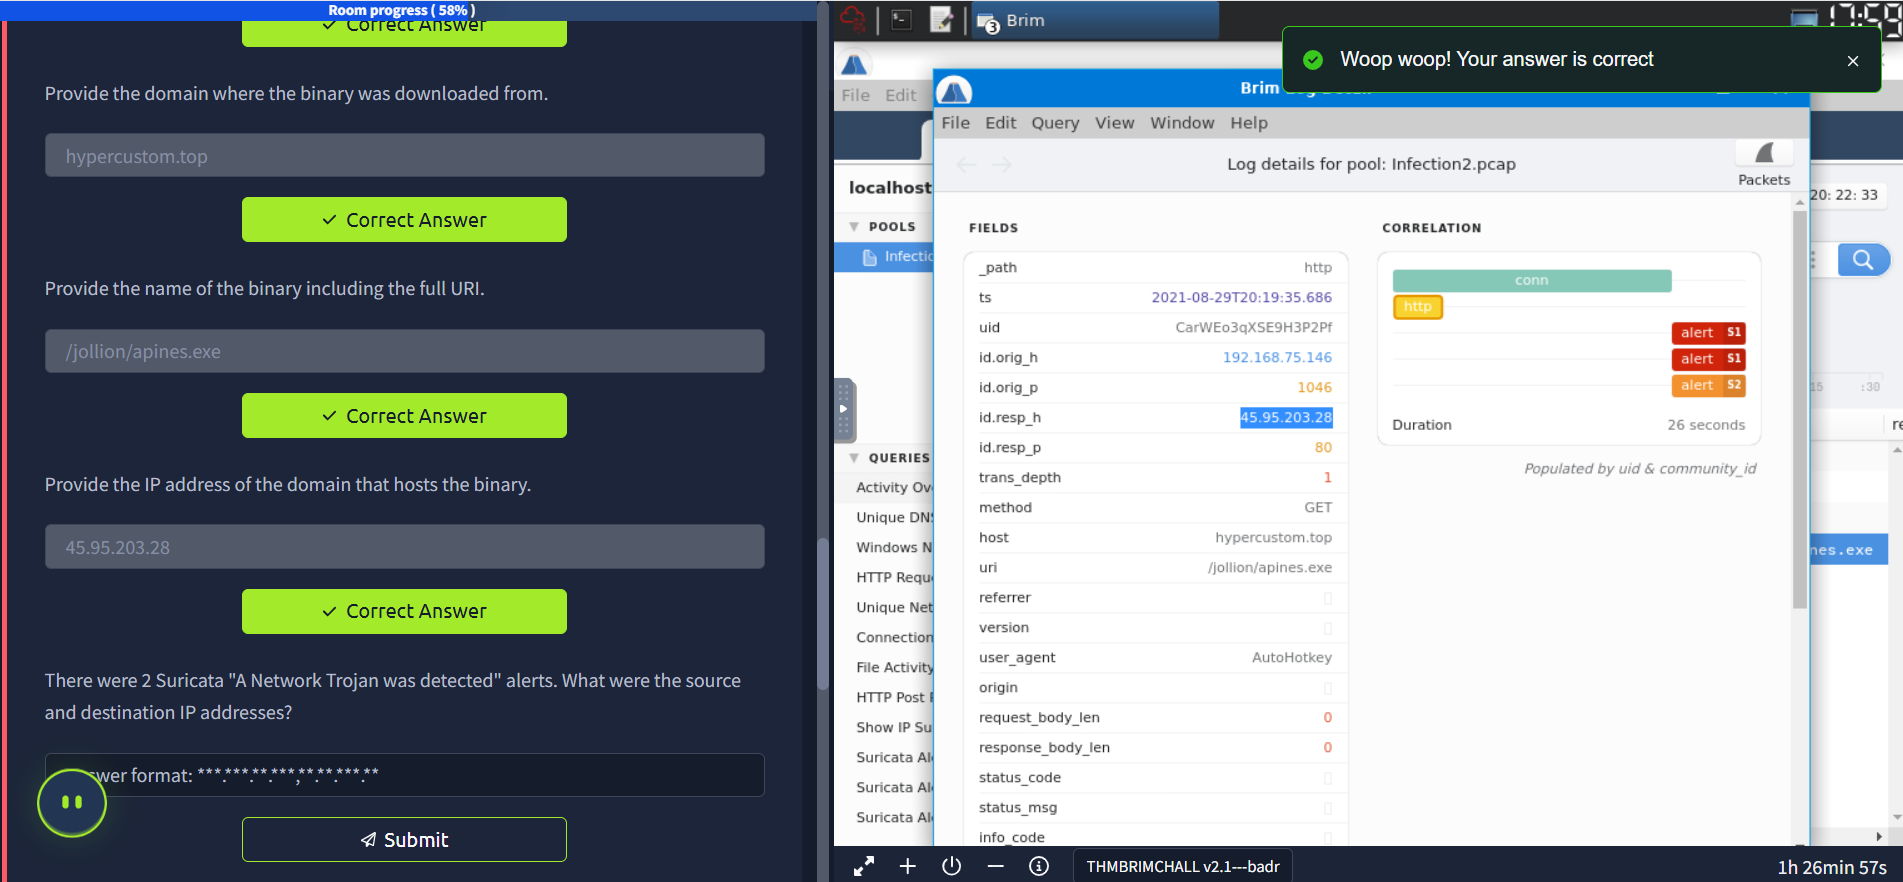 Room progress ( 58% )
Correct Answer
Provide the domain where the binary was downloaded from.
hypercustom.top
Correct Answer
Provide the name of the binary including the full URI.
/jollion/apines.exe
Correct Answer
Provide the IP address of the domain that hosts the binary.
45.95.203.28
Correct Answer
There were 2 Suricata "A Network Trojan was detected" alerts. What were the source
and destination IP addresses?
wer format: ***.***.**.***,**.**.***.**
Submit
3 Brim
17:59
Woop woop! Your answer is correct
File Edit
Brim
File Edit Query View Window Help
Log details for pool: Infection2.pcap
Packets
localhost
20: 22: 33
POOLS
Infectio
FIELDS
_path http
ts 2021-08-29T20:19:35.686
uid CarWEo3qXSE9H3P2Pf
id.orig_h 192.168.75.146
id.orig_p 1046
id.resp_h 45.95.203.28
id.resp_p 80
trans_depth 1
method GET
host hypercustom.top
uri /jollion/apines.exe
referrer
version
user_agent AutoHotkey
origin
request_body_len 0
response_body_len 0
status_code
status_msg
info_code
CORRELATION
conn
http
alert S1
alert S1
alert S2
Duration 26 seconds
Populated by uid & community_id
15 :30
re
nes.exe
QUERIES
Activity Ov
Unique DNS
Windows N
HTTP Requ
Unique Net
Connection
File Activity
HTTP Post
Show IP Su
Suricata Al
Suricata Al
Suricata Al
THMBRIMCHALL v2.1---badr
1h 26min 57s